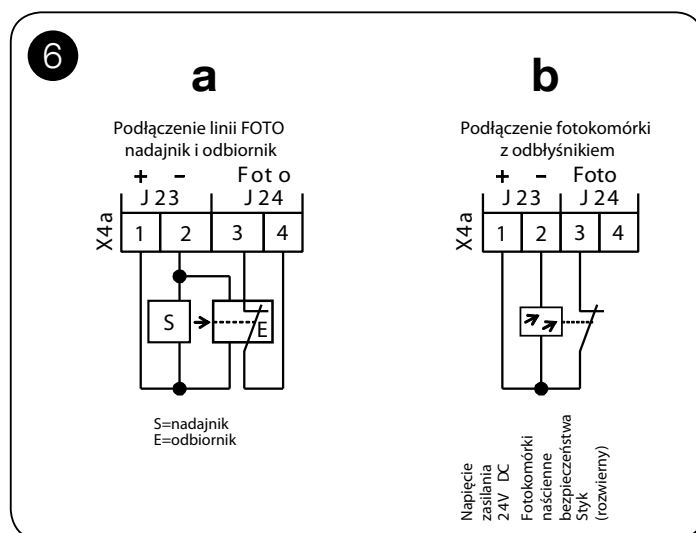 6
a
Podłączenie linii FOTO
nadajnik i odbiornik
+ − Fot o
J 23 J 24
X4a
1 2 3 4
S
E
S=nadajnik
E=odbiornik
b
Podłączenie fotokomórki
z odbłyśnikiem
+ − Foto
J 23 J 24
X4a
1 2 3 4
Napięcie
zasilania
24V DC
Fotokomórki
naścienne
bezpieczeństwa
Styk
(rozwierny)